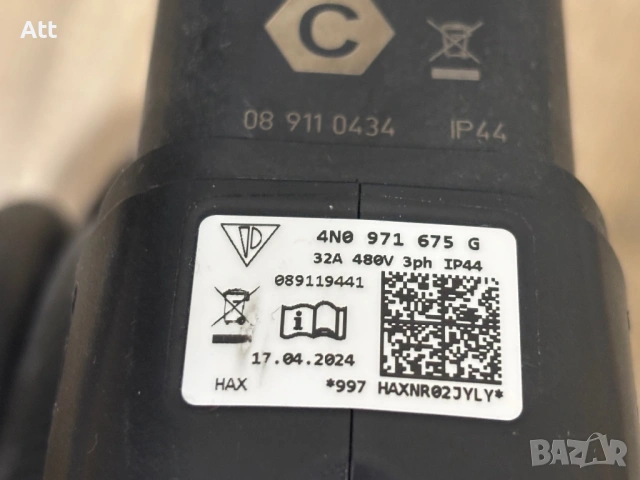 Att
C
08 911 0434 IP44
4N0 971 675 G
32A 480V 3ph IP44
089119441
17.04.2024
HAX *997 HAXNR02JYLY*
BAZAR